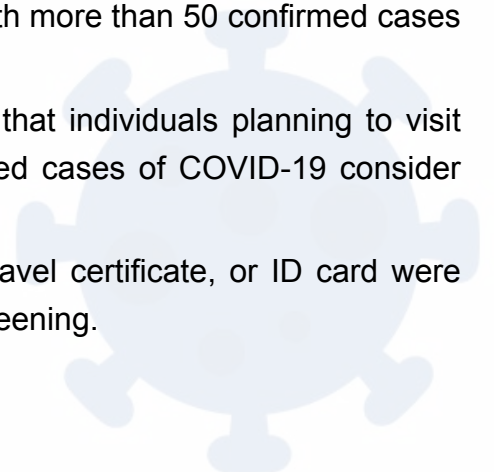 th more than 50 confirmed cases
that individuals planning to visit
ed cases of COVID-19 consider
avel certificate, or ID card were
eening.